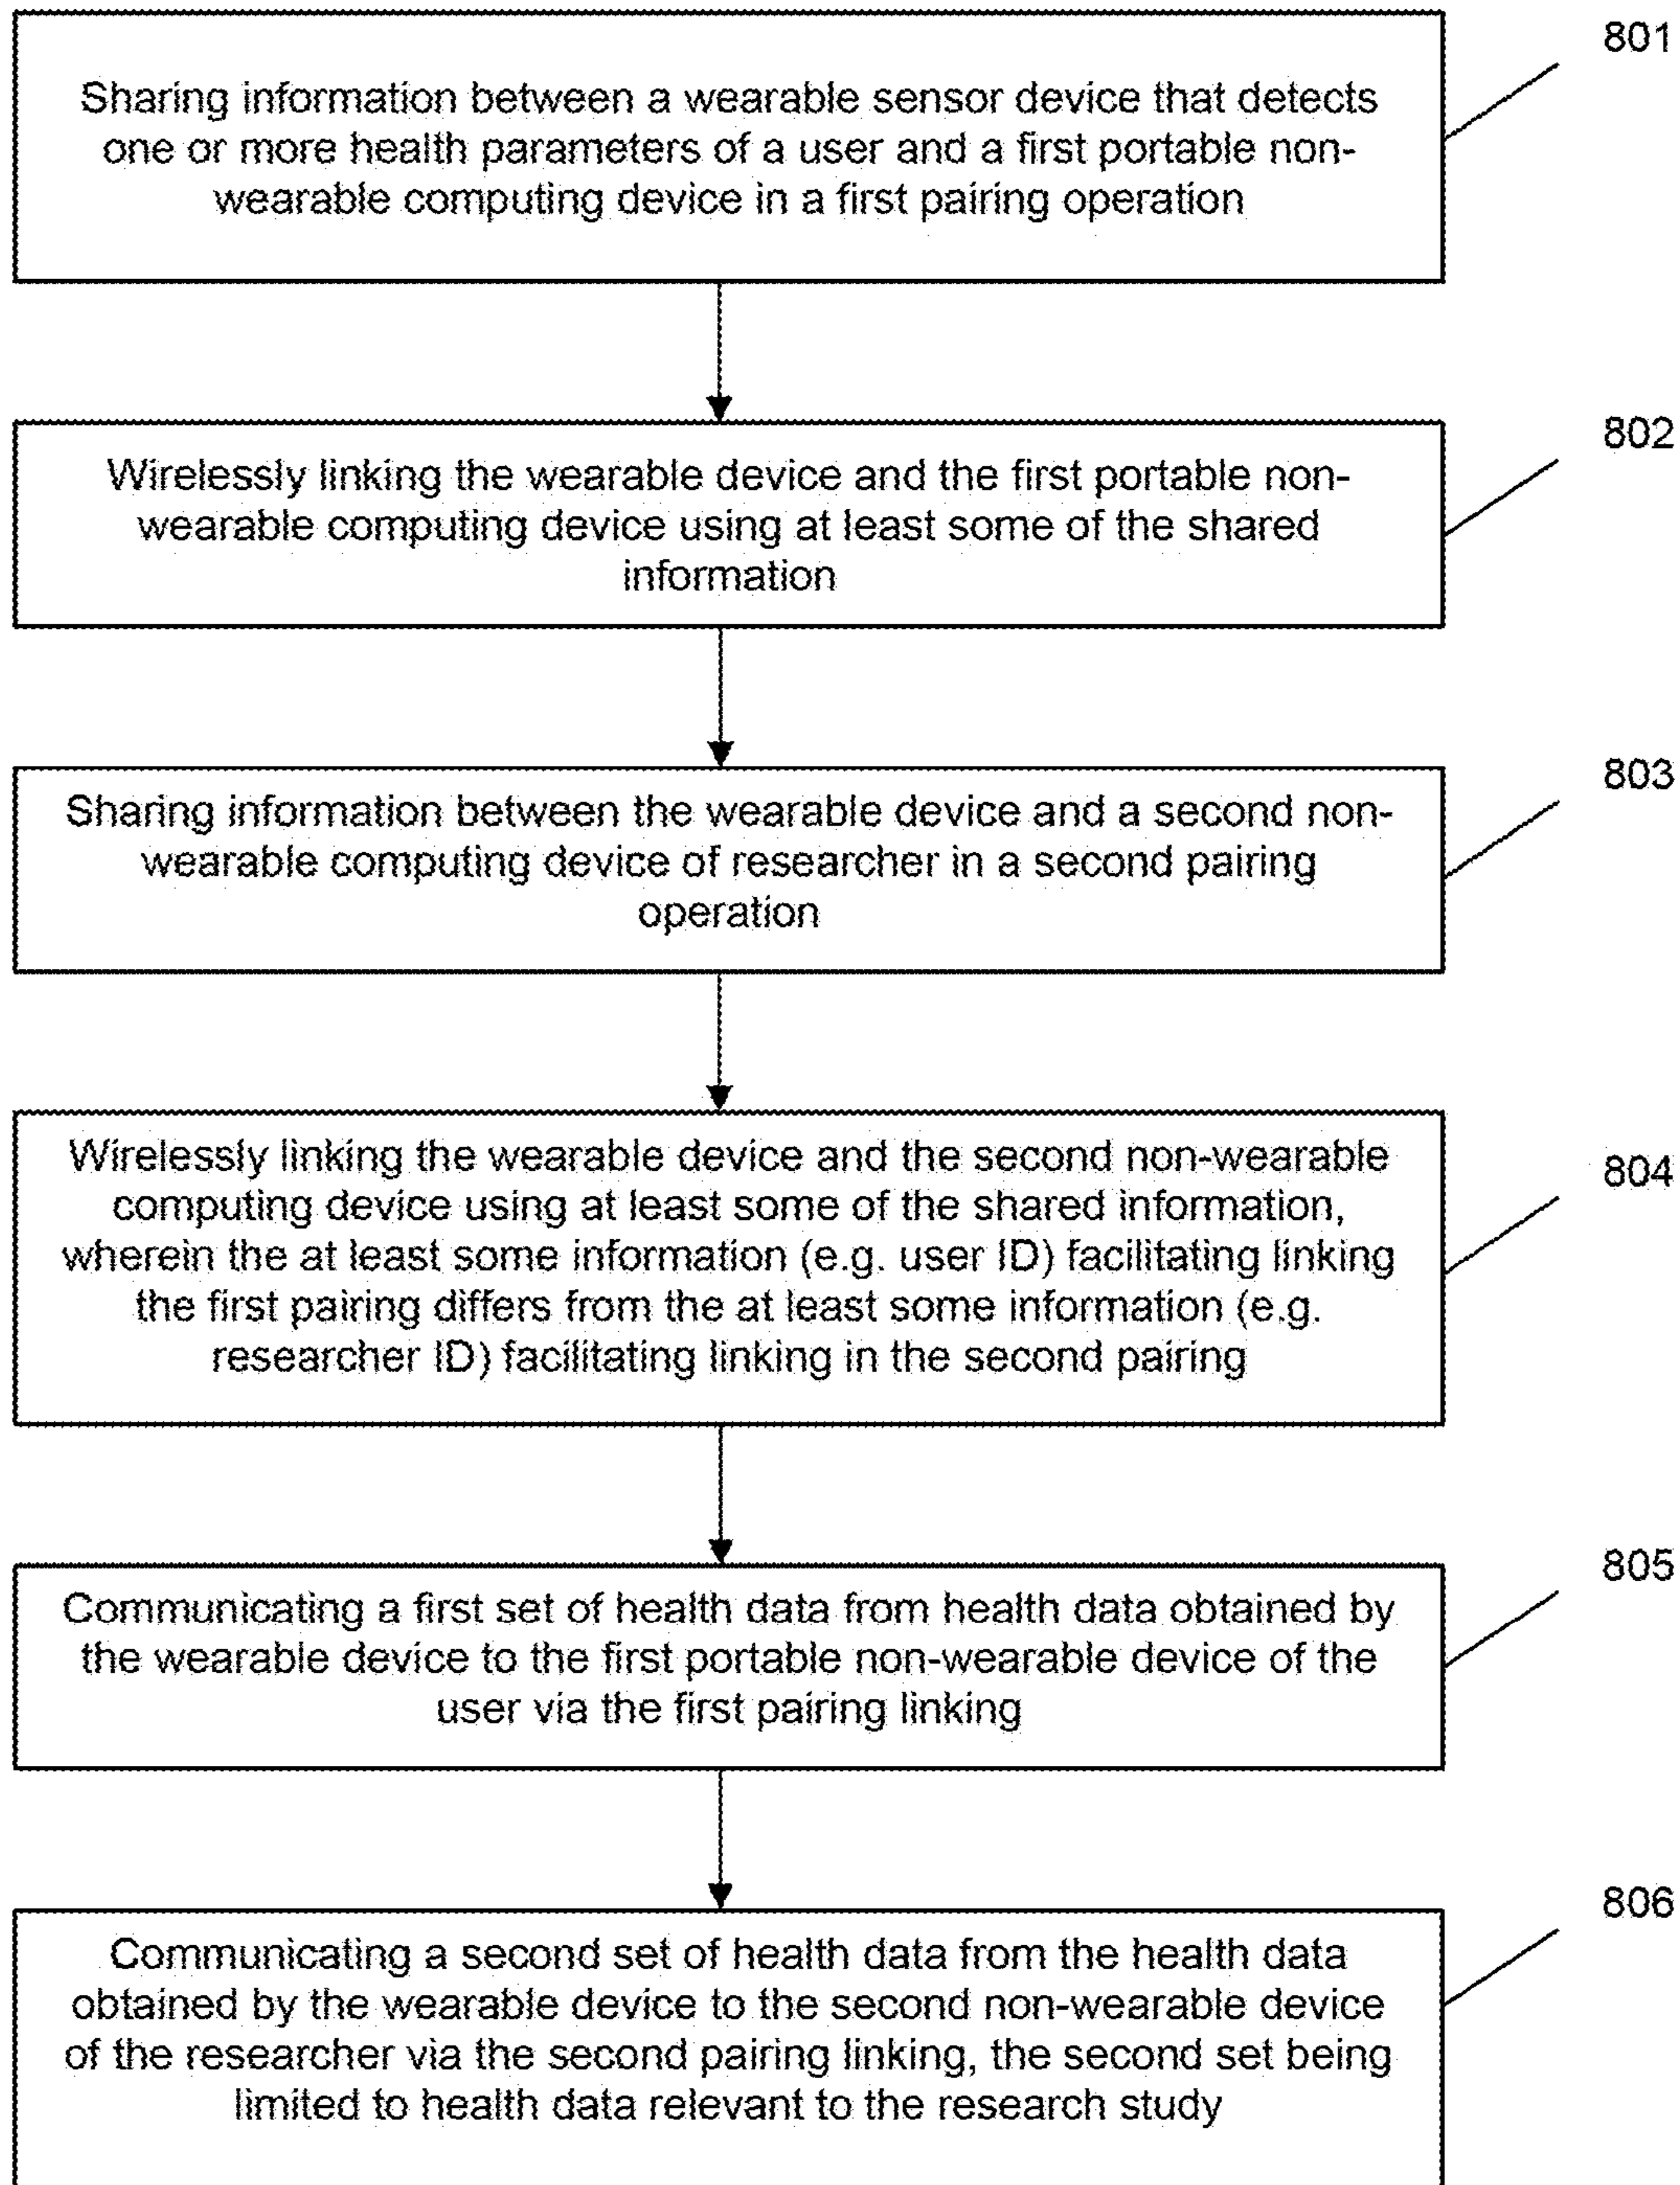 801
Sharing information between a wearable sensor device that detects
one or more health parameters of a user and a first portable non-
wearable computing device in a first pairing operation
802
Wirelessly linking the wearable device and the first portable non-
wearable computing device using at least some of the shared
information
803
Sharing information between the wearable device and a second non-
wearable computing device of researcher in a second pairing
operation
804
Wirelessly linking the wearable device and the second non-wearable
computing device using at least some of the shared information,
wherein the at least some information (e.g. user ID) facilitating linking
the first pairing differs from the at least some information (e.g.
researcher ID) facilitating linking in the second pairing
805
Communicating a first set of health data from health data obtained by
the wearable device to the first portable non-wearable device of the
user via the first pairing linking
806
Communicating a second set of health data from the health data
obtained by the wearable device to the second non-wearable device
of the researcher via the second pairing linking, the second set being
limited to health data relevant to the research study